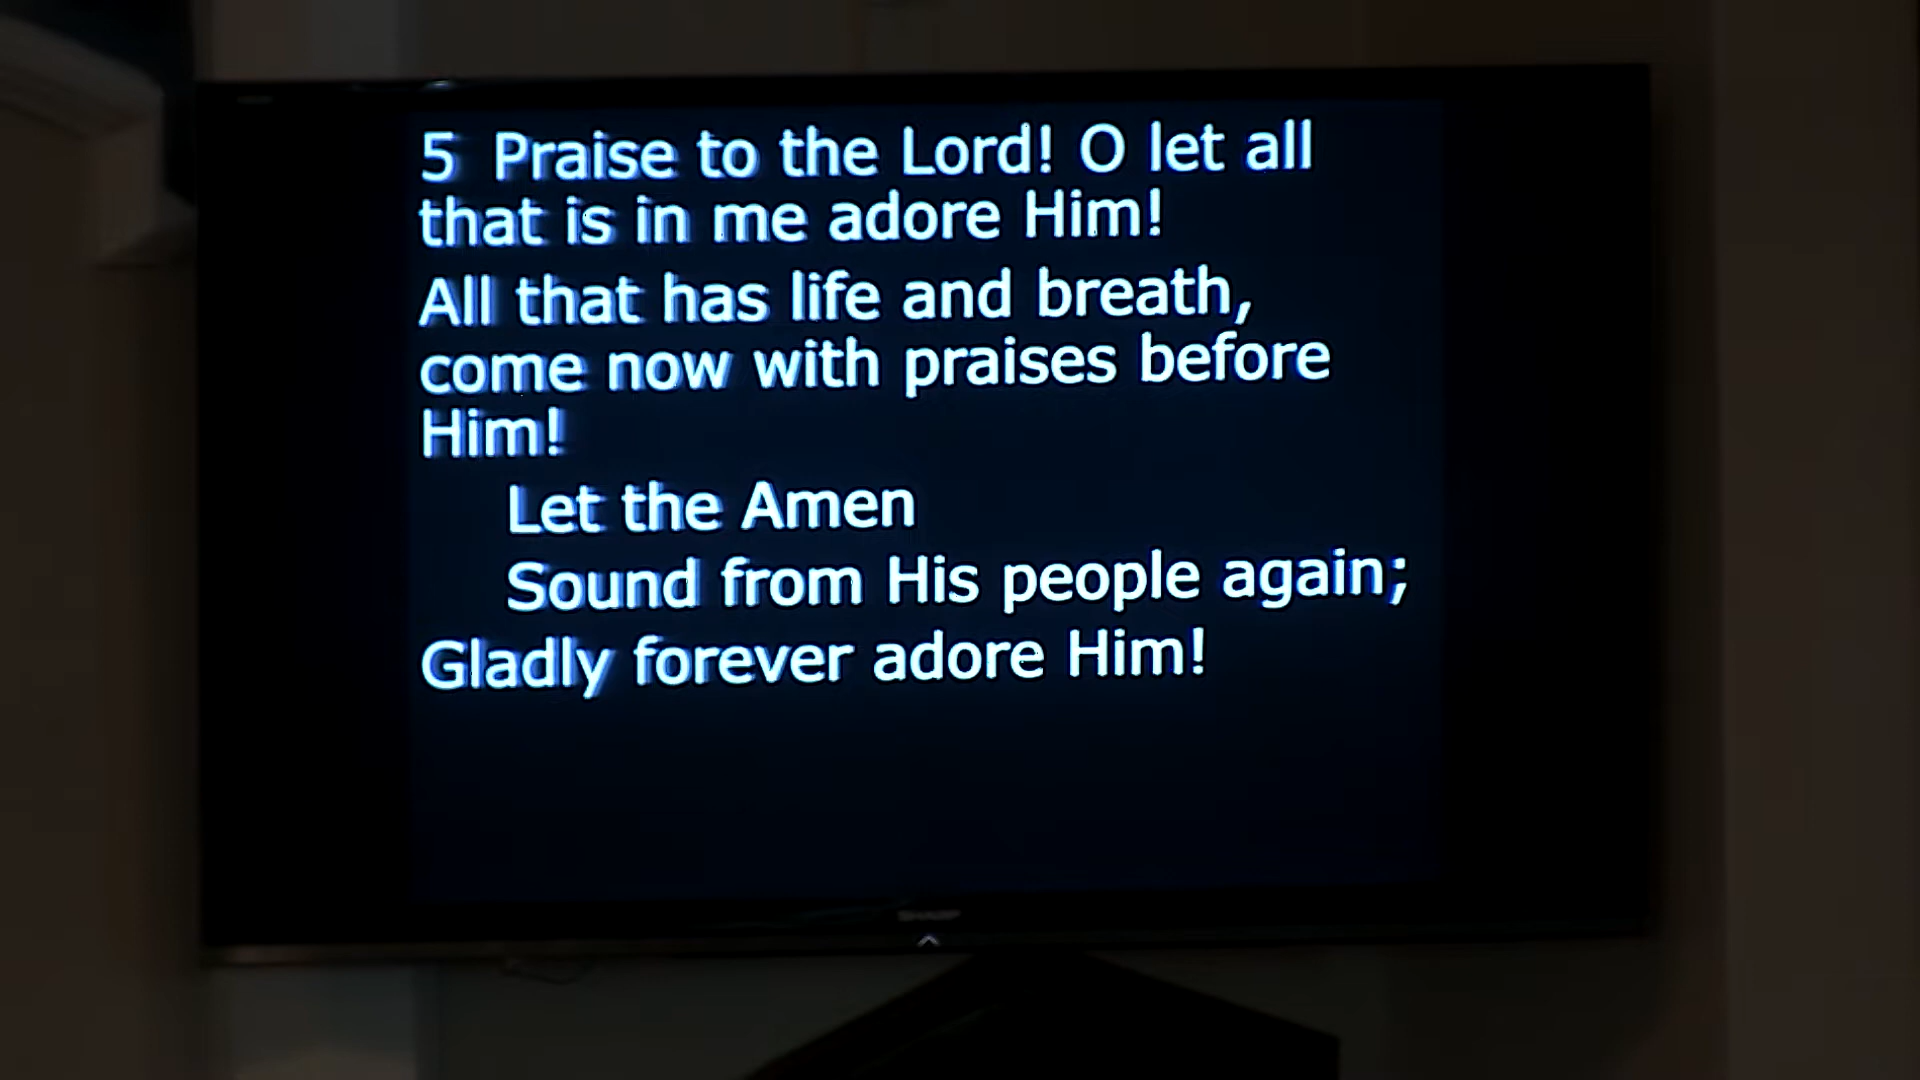 5 Praise to the Lord! O let all
that is in me adore Him!
All that has life and breath,
come now with praises before
Him!
Let the Amen
Sound from His people again;
Gladly forever adore Him!
SHARP